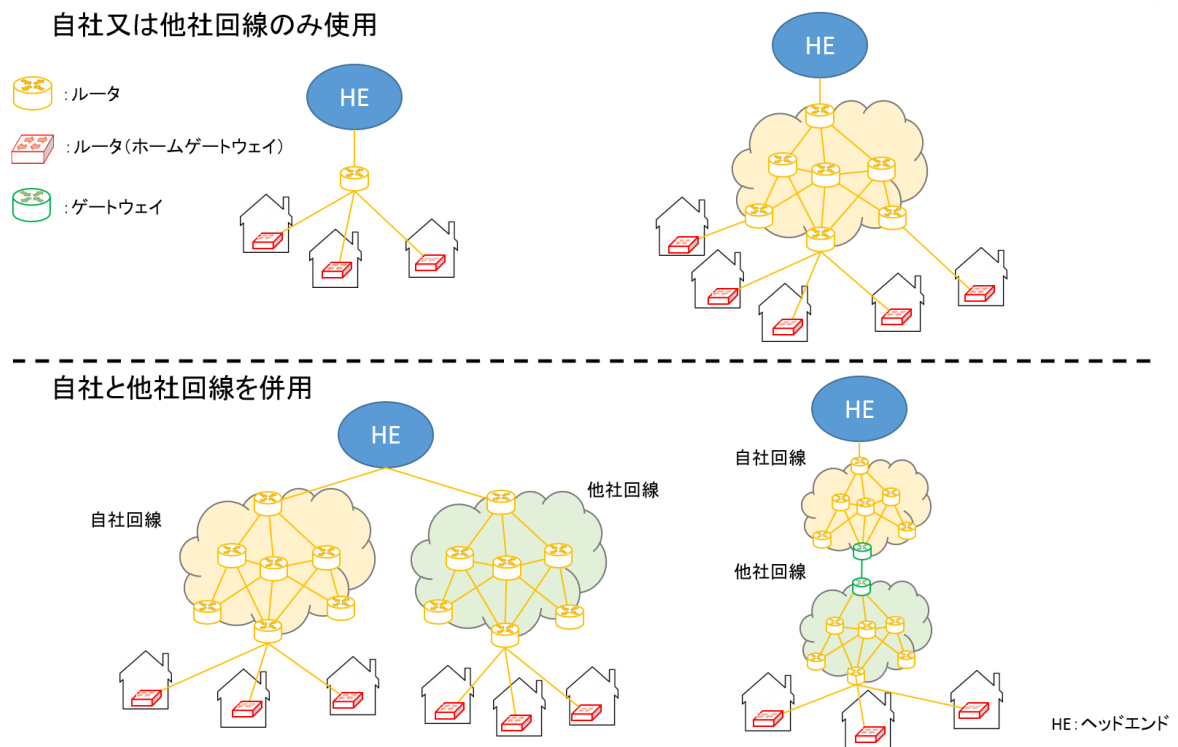 自社又は他社回線のみ使用
:ルータ
:ルータ(ホームゲートウェイ)
:ゲートウェイ
HE
HE
自社と他社回線を併用
HE
自社回線
他社回線
HE
自社回線
他社回線
HE:ヘッドエンド